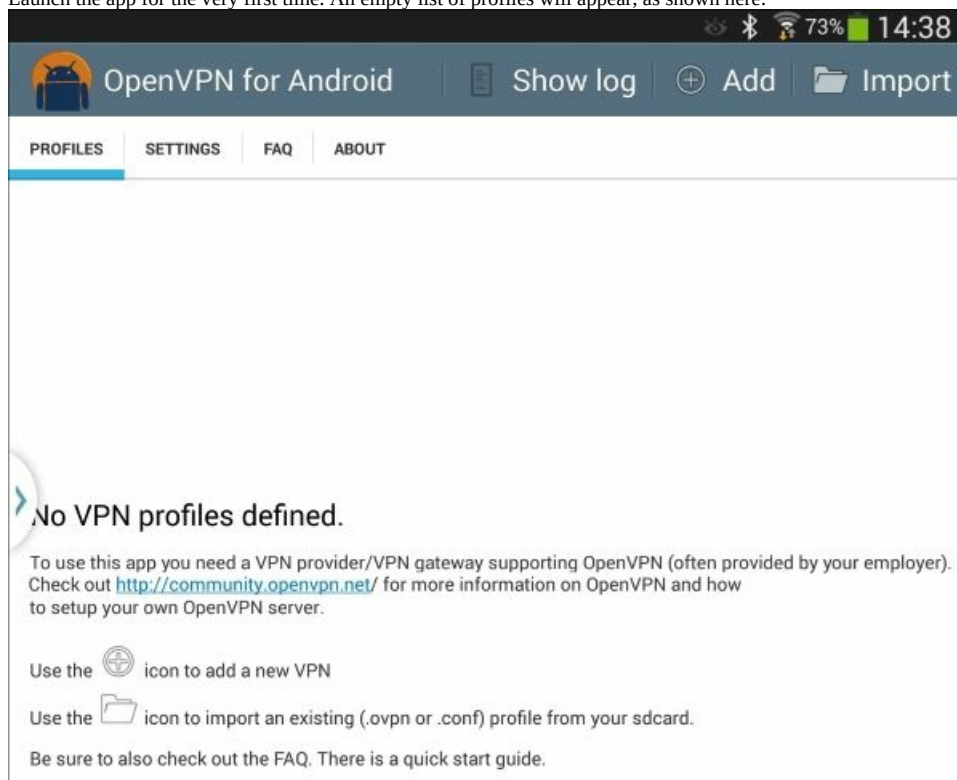 Launch the app for the very first time. An empty list of profiles will appear, as shown here:
73% 14:38
OpenVPN for Android Show log Add Import
PROFILES SETTINGS FAQ ABOUT
No VPN profiles defined.
To use this app you need a VPN provider/VPN gateway supporting OpenVPN (often provided by your employer).
Check out http://community.openvpn.net/ for more information on OpenVPN and how
to setup your own OpenVPN server.
Use the icon to add a new VPN
Use the icon to import an existing (.ovpn or .conf) profile from your sdcard.
Be sure to also check out the FAQ. There is a quick start guide.